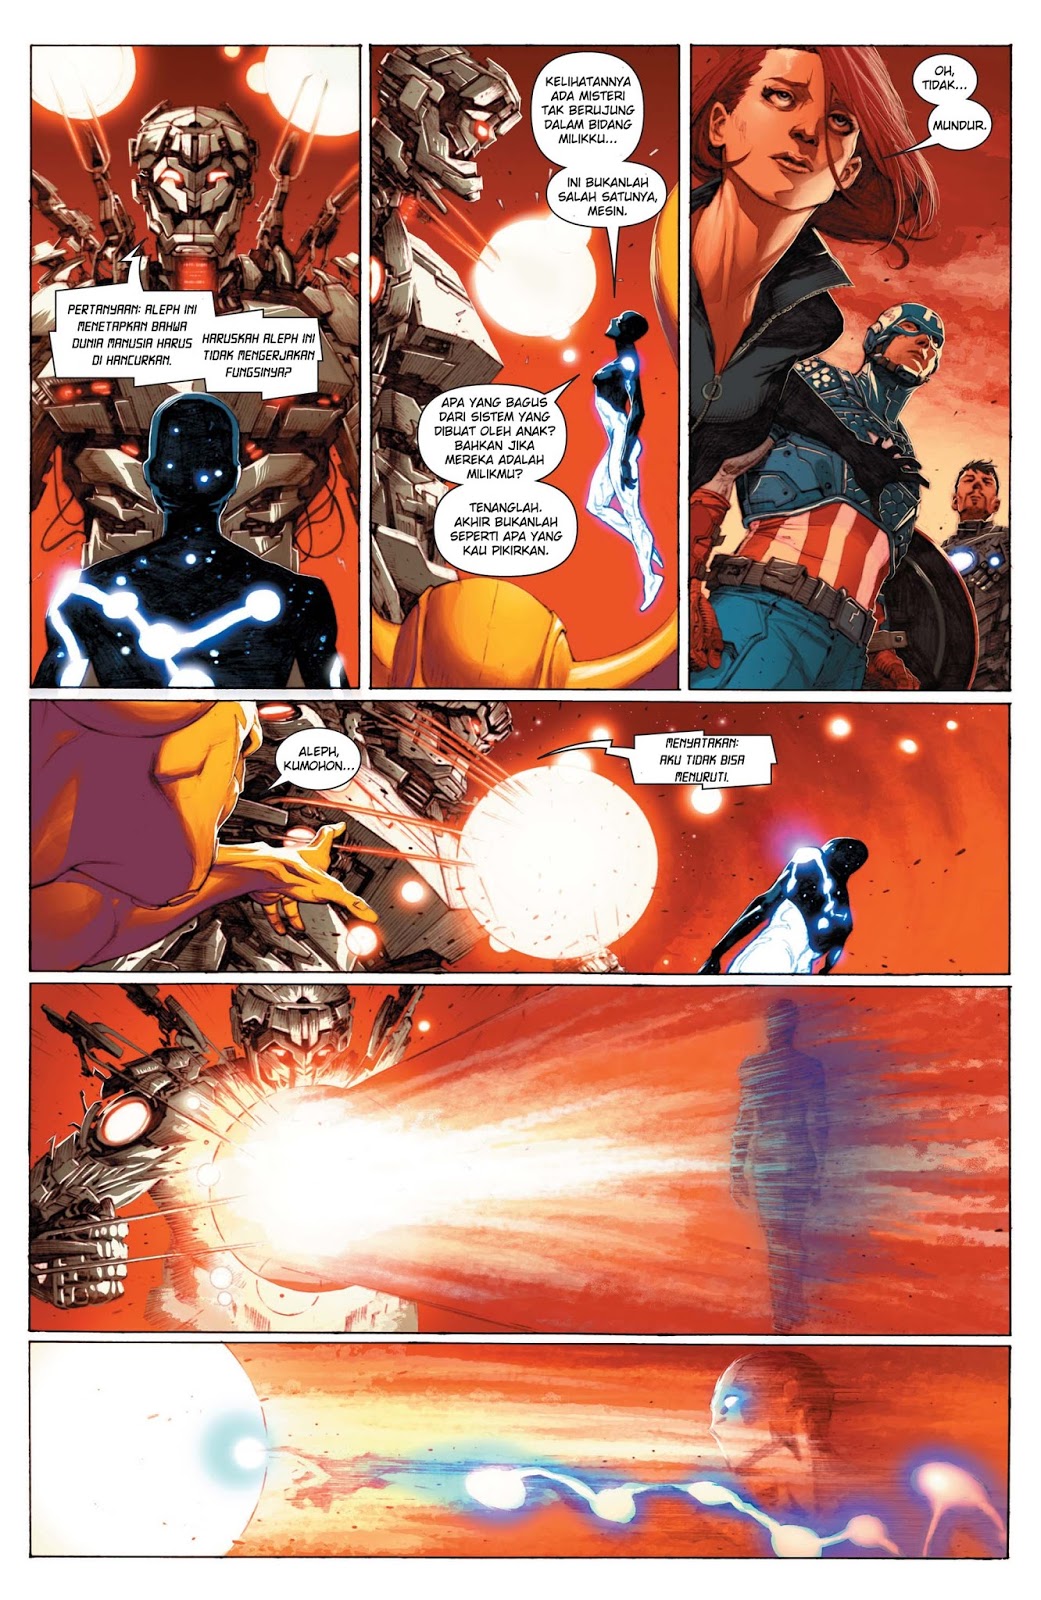 PERTANYAAN: ALEPH INI
MENETAPKAN BAHWA
DUNIA MANUSIA HARUS
DI HANCURKAN.
HARUSKAH ALEPH INI
TIDAK MENGERJAKAN
FUNGSINYA?
KELIHATANNYA
ADA MISTERI
TAK BERUJUNG
DALAM BIDANG
MILIKKU...
INI BUKANLAH
SALAH SATUNYA,
MESIN.
APA YANG BAGUS
DARI SISTEM YANG
DIBUAT OLEH ANAK?
BAHKAN JIKA
MEREKA ADALAH
MILIKMU?
TENANGLAH.
AKHIR BUKANLAH
SEPERTI APA YANG
KAU PIKIRKAN.
OH,
TIDAK...
MUNDUR.
ALEPH,
KUMOHON...
MENYATAKAN:
AKU TIDAK BISA
MENURUTI.